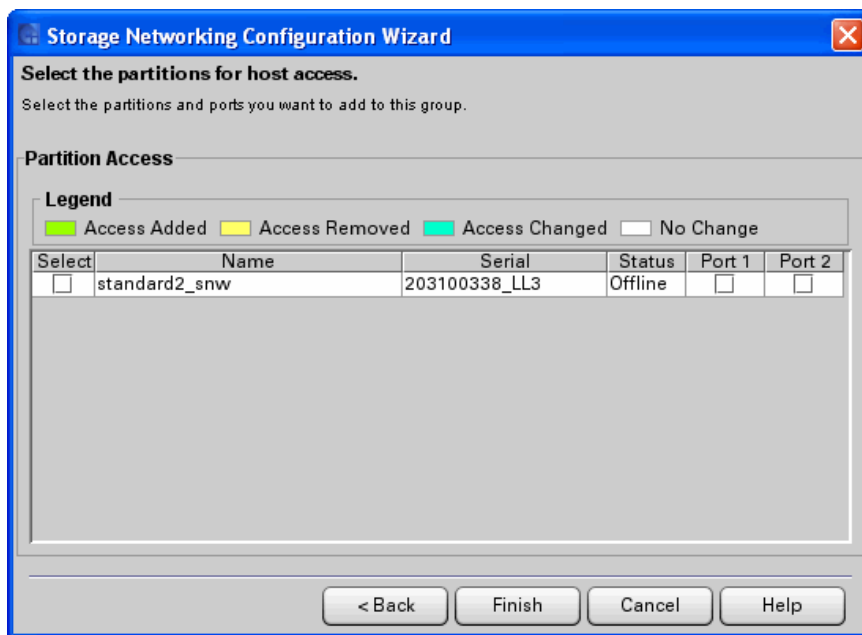 Storage Networking Configuration Wizard
Select the partitions for host access.
Select the partitions and ports you want to add to this group.
Partition Access
Legend
Access Added Access Removed Access Changed No Change
Select Name Serial Status Port 1 Port 2
standard2_snw 203100338_LL3 Offline
< Back Finish Cancel Help